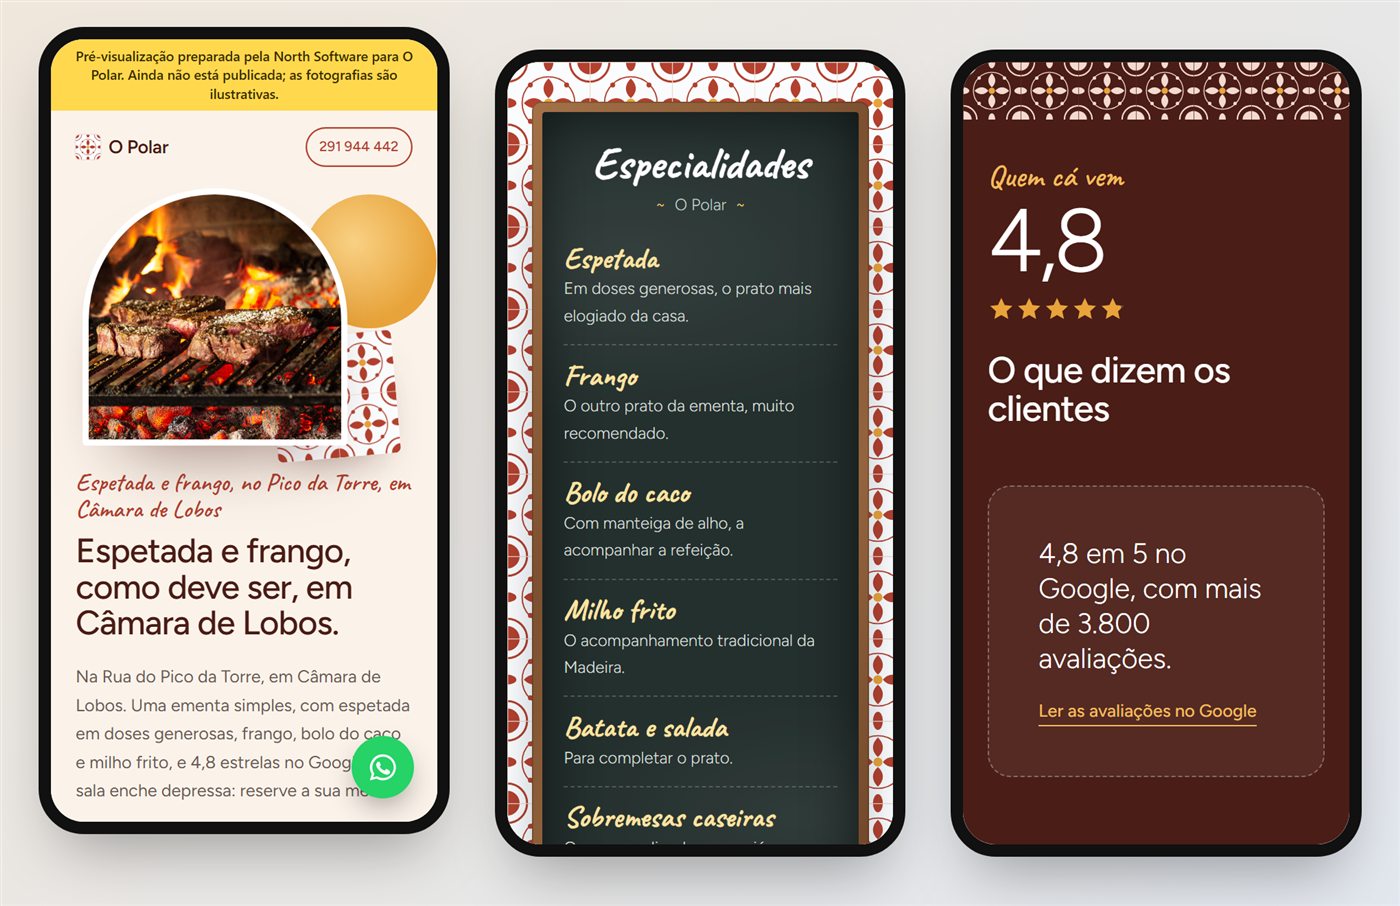 Pré-visualização preparada pela North Software para O
Polar. Ainda não está publicada; as fotografias são
ilustrativas.
O Polar
291 944 442
Espetada e frango, no Pico da Torre, em
Câmara de Lobos
Espetada e frango,
como deve ser, em
Câmara de Lobos.
Na Rua do Pico da Torre, em Câmara de
Lobos. Uma ementa simples, com espetada
em doses generosas, frango, bolo do caco
e milho frito, e 4,8 estrelas no
sala enche depressa: reserve a sua
Especialidades
~ O Polar ~
Espetada
Em doses generosas, o prato mais
elogiado da casa.
Frango
O outro prato da ementa, muito
recomendado.
Bolo do caco
Com manteiga de alho, a
acompanhar a refeição.
Milho frito
O acompanhamento tradicional da
Madeira.
Batata e salada
Para completar o prato.
Sobremesas caseiras
Quem cá vem
4,8
O que dizem os
clientes
4,8 em 5 no
Google, com mais
de 3.800
avaliações.
Ler as avaliações no Google